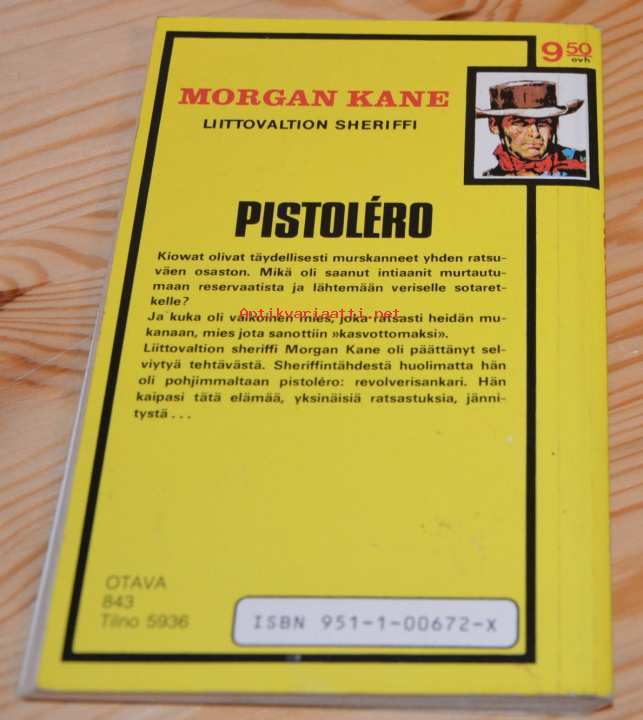 9 50
ovh
MORGAN KANE
LIITTOVALTION SHERIFFI
PISTOLÉRO
Kiowat olivat täydellisesti murskanneet yhden ratsu-
väen osaston. Mikä oli saanut intiaanit murtautu-
maan reservaatista ja lähtemään veriselle sotaret-
kelle?
Antikvariaatti.net
Ja kuka oli valkoinen mies, joka ratsasti heidän mu-
kanaan, mies jota sanottiin »kasvottomaksi».
Liittovaltion sheriffi Morgan Kane oli päättänyt sel-
viytyä tehtävästä. Sheriffintähdestä huolimatta hän
oli pohjimmaltaan pistoléro: revolverisankari. Hän
kaipasi tätä elämää, yksinäisiä ratsastuksia, jänni-
tystä...
OTAVA
843
Tilno 5936
ISBN 951-1-00672-X